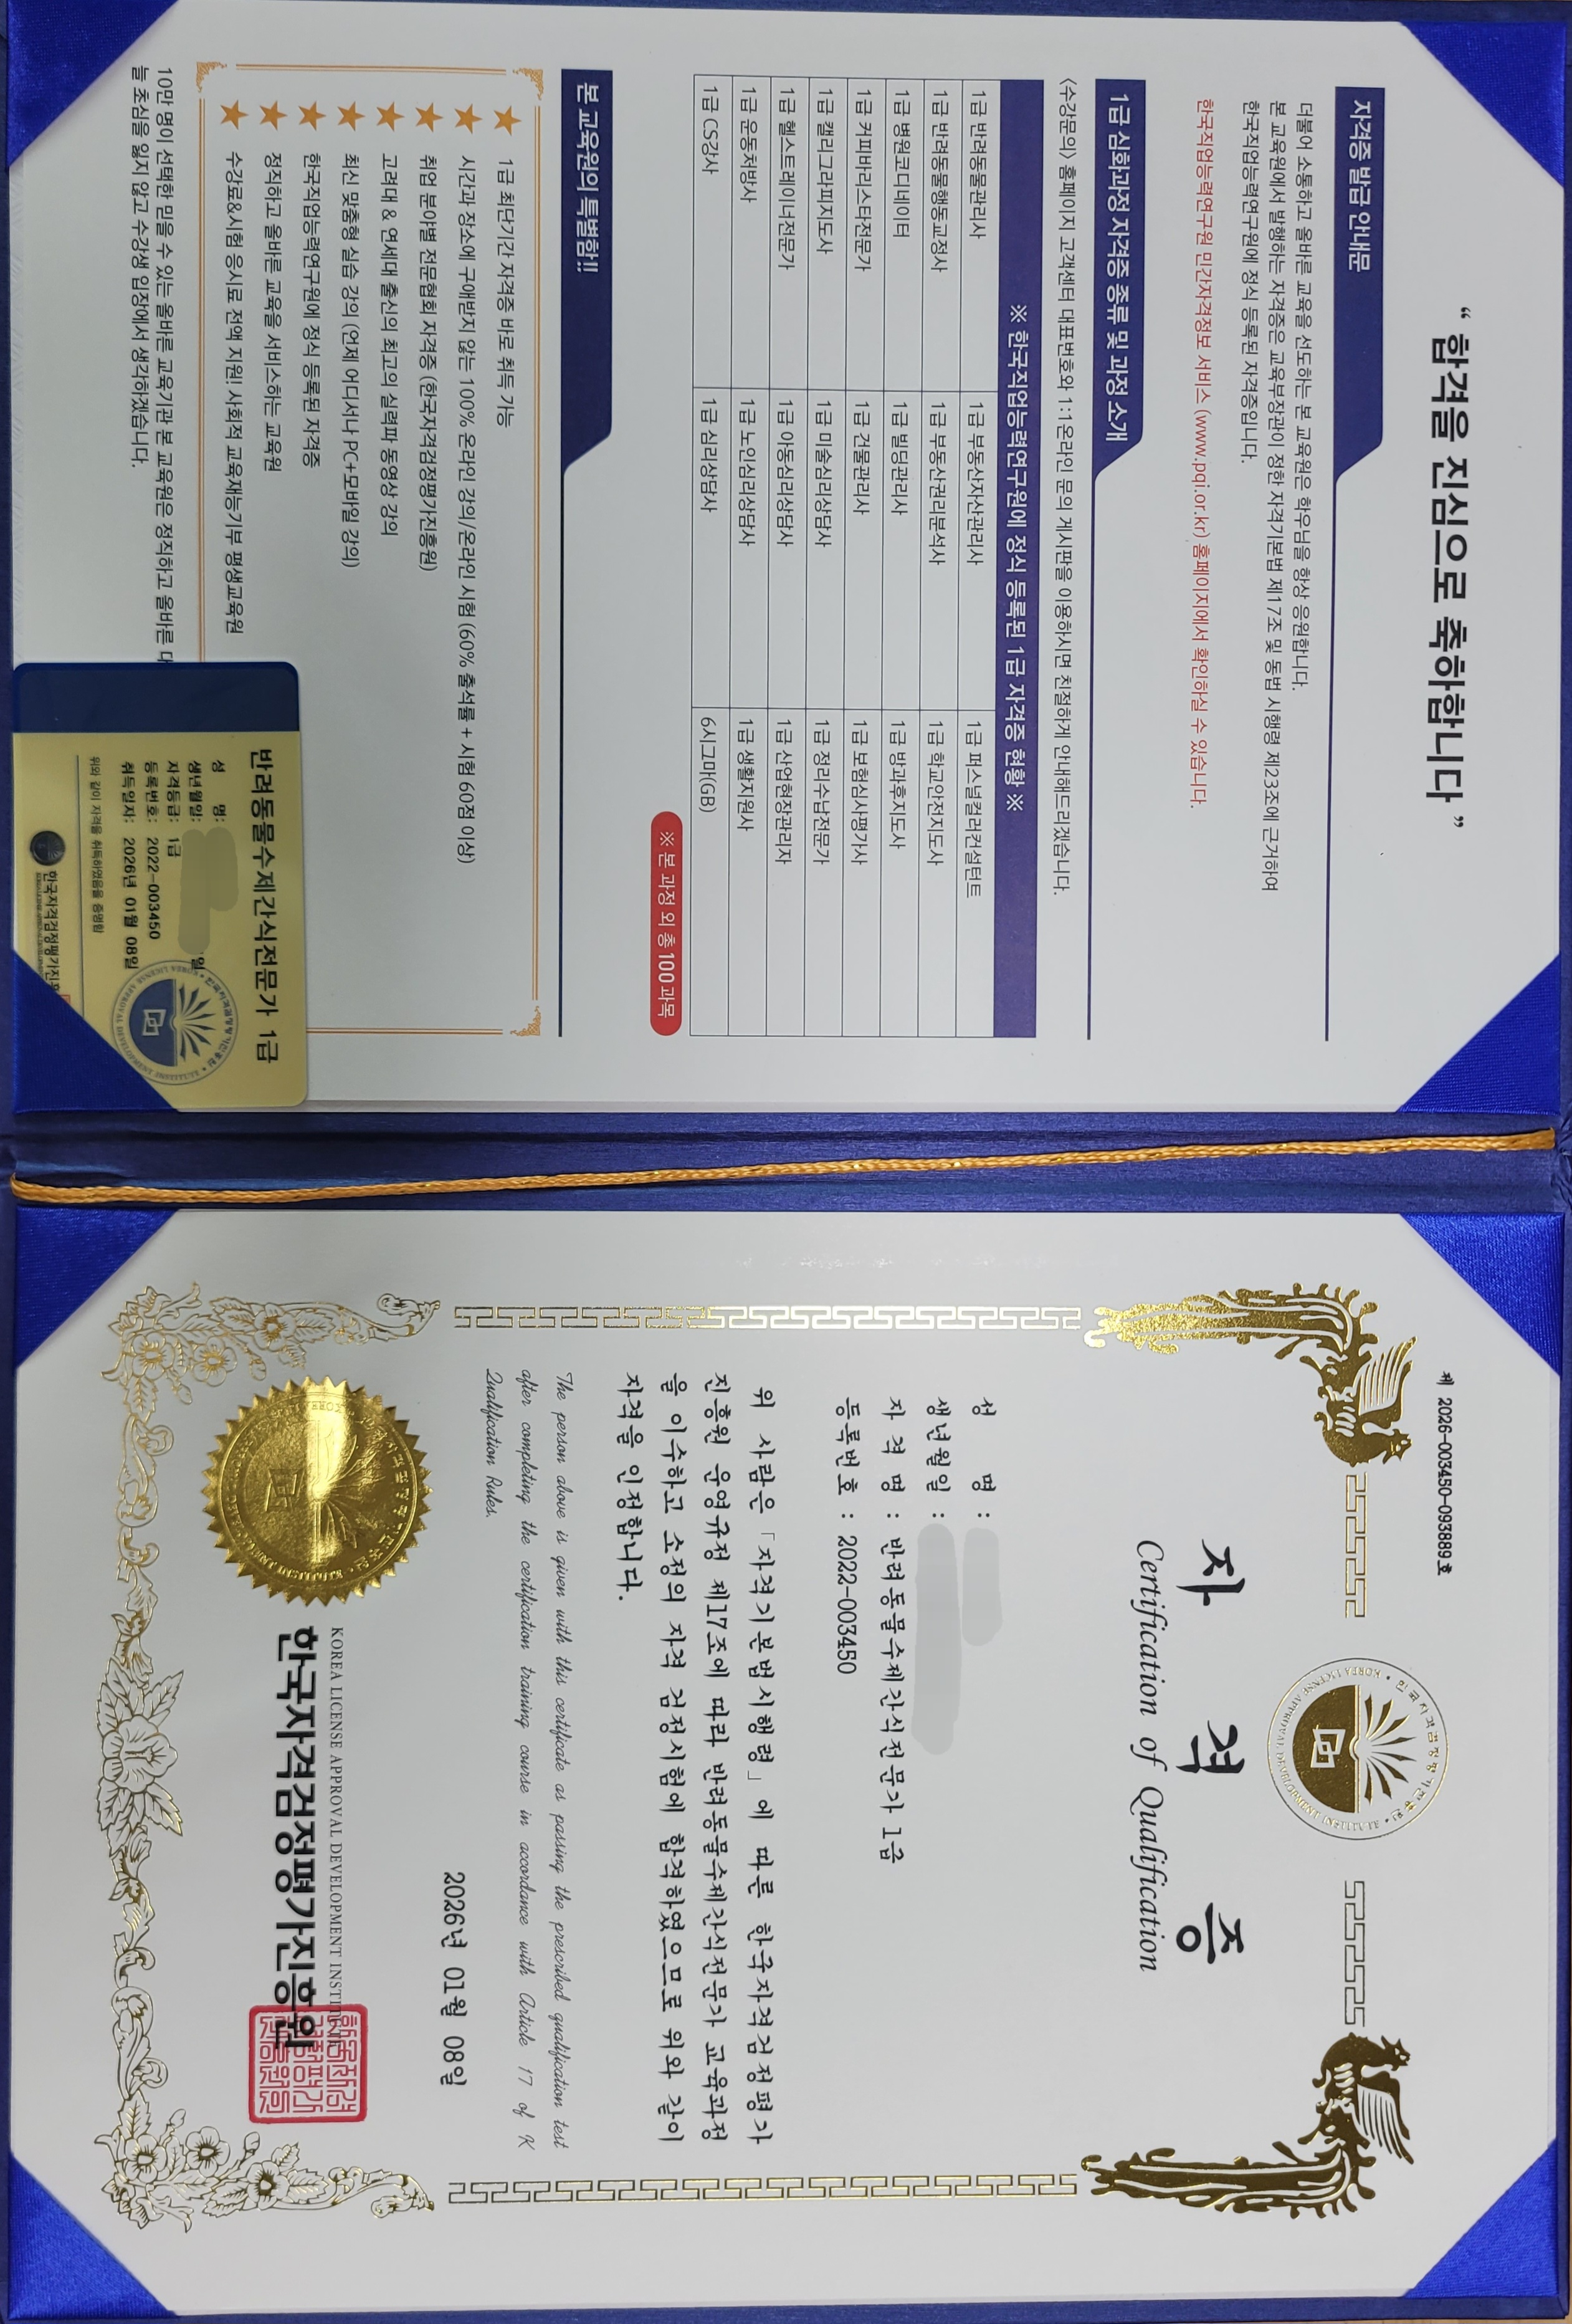 “ 합격을 진심으로 축하합니다 ”
자격증 발급 안내문
더불어 소통하고 올바른 교육을 선도하는 본 교육원은 학우님을 항상 응원합니다.
본 교육원에서 발행하는 자격증은 교육부장관이 정한 자격기본법 제17조 및 동법 시행령 제23조에 근거하여
한국직업능력연구원에 정식 등록된 자격증입니다.
한국직업능력연구원 민간자격정보 서비스 (www.pqi.or.kr) 홈페이지에서 확인하실 수 있습니다.
1급 심화과정 자격증 종류 및 과정 소개
<수강문의> 홈페이지 고객센터 대표번호와 1:1온라인 문의 게시판을 이용하시면 친절하게 안내해드리겠습니다.
※ 한국직업능력연구원에 정식 등록된 1급 자격증 현황 ※
1급 반려동물관리사 1급 부동산자산관리사 1급 퍼스널컬러컨설턴트
1급 반려동물행동교정사 1급 부동산권리분석사 1급 학교안전지도사
1급 병원코디네이터 1급 빌딩관리사 1급 방과후지도사
1급 커피바리스타전문가 1급 건물관리사 1급 보험심사평가사
1급 캘리그라피지도사 1급 미술심리상담사 1급 정리수납전문가
1급 헬스트레이너전문가 1급 아동심리상담사 1급 산업현장관리자
1급 운동처방사 1급 노인심리상담사 1급 생활지원사
1급 CS강사 1급 심리상담사 6시그마(GB)
※ 본 과정 외 총 100과목
본 교육원의 특별함!!
★ 1급 최단기간 자격증 바로 취득 가능
★ 시간과 장소에 구애받지 않는 100% 온라인 강의/온라인 시험 (60% 출석률 + 시험 60점 이상)
★ 취업 분야별 전문협회 자격증 (한국자격검정평가진흥원)
★ 고려대 & 연세대 출신의 최고의 실력파 동영상 강의
★ 최신 맞춤형 실습 강의 (언제 어디서나 PC+모바일 강의)
★ 한국직업능력연구원에 정식 등록된 자격증
★ 정직하고 올바른 교육을 서비스하는 교육원
★ 수강료&시험 응시료 전액 지원! 사회적 교육재능기부 평생교육원
10만 명이 선택한 믿을 수 있는 올바른 교육기관 본 교육원은 정직하고 올바른 대
늘 초심을 잃지 않고 수강생 입장에서 생각하겠습니다.
반려동물수제간식전문가 1급
성 명:
생년월일: 일
자격등급: 1급
등록번호: 2022-003450
취득일자: 2026년 01월 08일
위와 같이 자격을 취득하였음을 증명함
한국자격검정평가진흥
제 2026-003450-093889호
한국자격검정평가진흥원 • KOREA LICENSE APPROVAL DEVELOPMENT INSTITUTE •
자 격 증
Certification of Qualification
성 명 :
생년월일 :
자 격 명 : 반려동물수제간식전문가 1급
등록번호 : 2022-003450
위 사람은 「자격기본법시행령」에 따른 한국자격검정평가
진흥원 운영규정 제17조에 따라 반려동물수제간식전문가 교육과정
을 이수하고 소정의 자격 검정시험에 합격하였으므로 위와 같이
자격을 인정합니다.
The person above is given with this certificate as passing the prescribed qualification test
after completing the certification training course in accordance with Article 17 of K
Qualification Rules.
2026년 01월 08일
KOREA LICENSE APPROVAL DEVELOPMENT INSTITUTE
한국자격검정평가진흥원